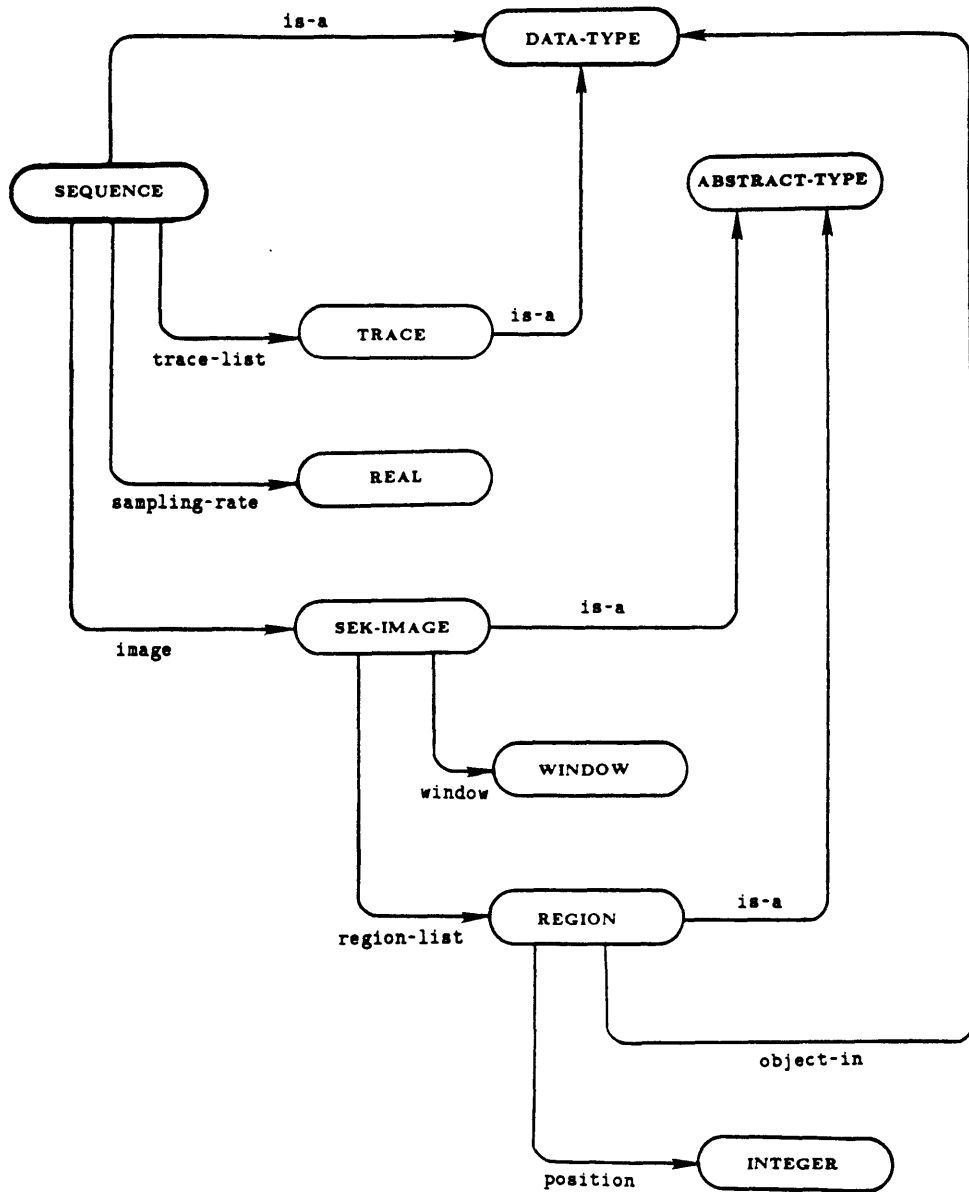 is-a
DATA-TYPE
SEQUENCE
ABSTRACT-TYPE
TRACE
is-a
trace-list
REAL
sampling-rate
SEK-IMAGE
is-a
image
WINDOW
window
REGION
is-a
region-list
object-in
INTEGER
position